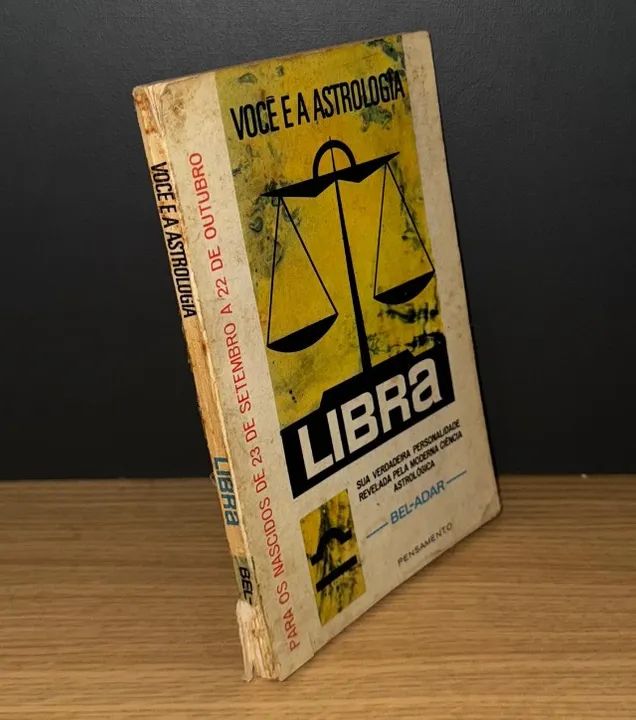 VOCÊ E A ASTROLOGIA
LIBRa
SUA VERDADEIRA PERSONALIDADE
REVELADA PELA MODERNA CIÊNCIA
ASTROLÓGICA
BEL-ADAR
PENSAMENTO
PARA OS NASCIDOS DE 23 DE SETEMBRO A 22 DE OUTUBRO
VOCÊ E A ASTROLOGIA
LIBRa
BEL-